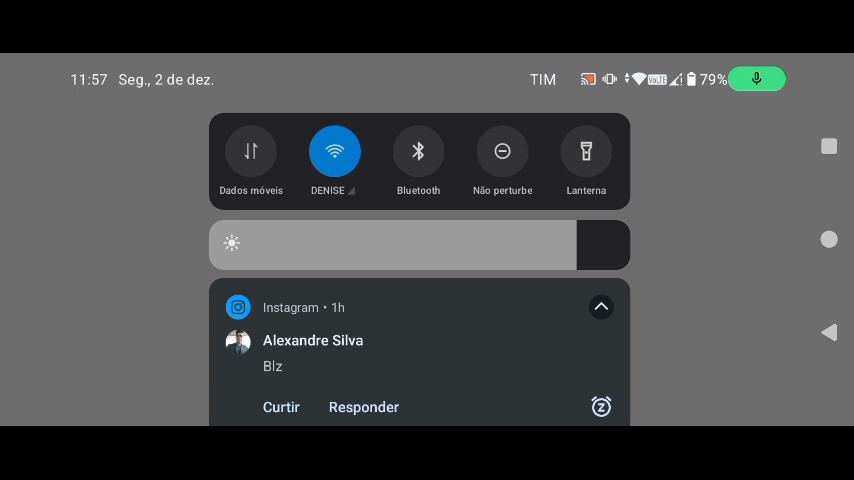 11:57 Seg., 2 de dez. TIM VoLTE 79%
Dados móveis DENISE Bluetooth Não perturbe Lanterna
Instagram • 1h
Alexandre Silva
Blz
Curtir Responder